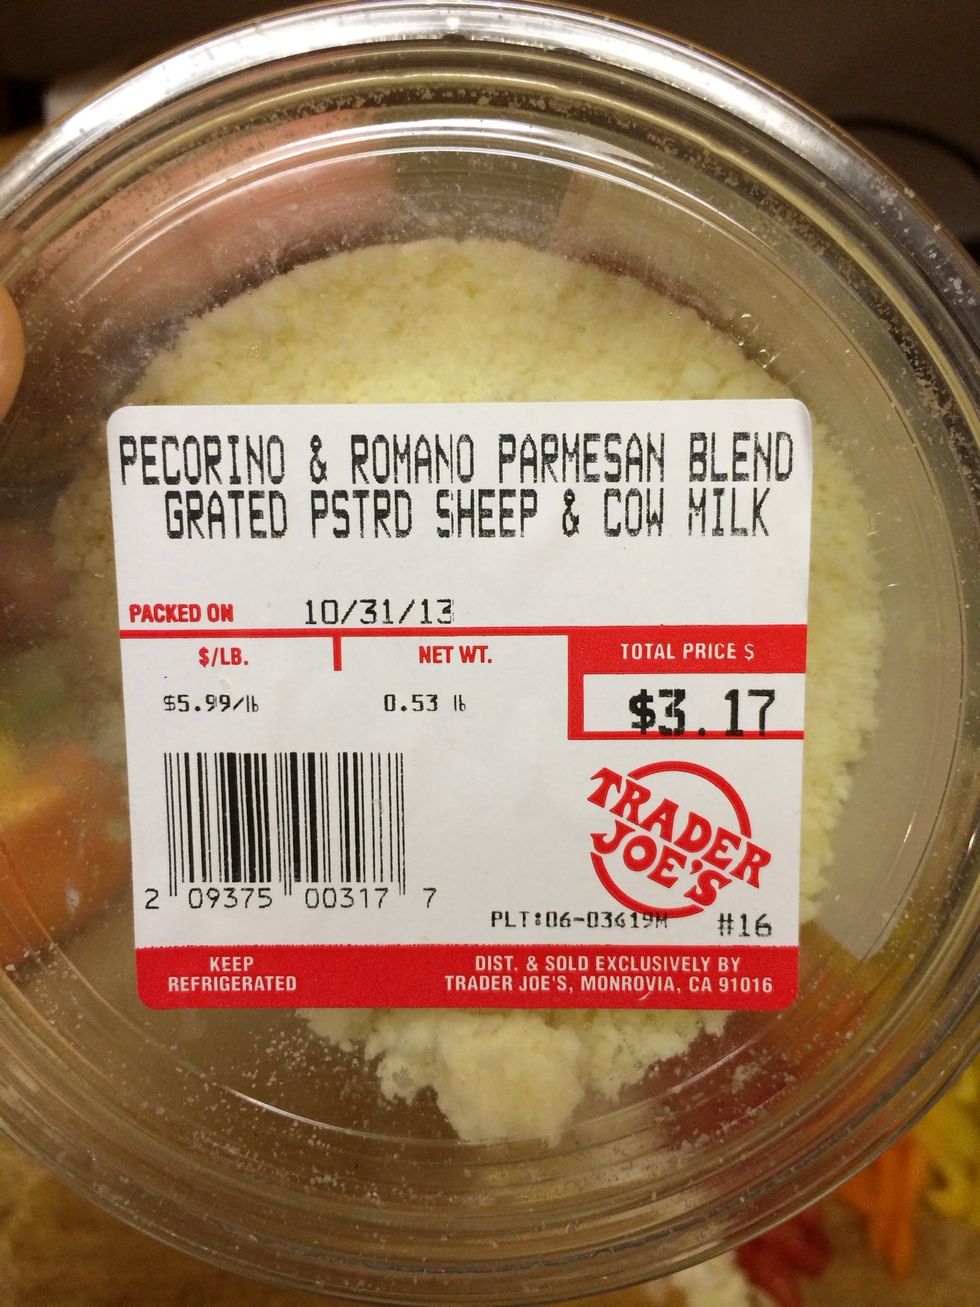 PECORINO & ROMANO PARMESAN BLEND
GRATED PSTRD SHEEP & COW MILK
PACKED ON 10/31/13
$/LB. NET WT. TOTAL PRICE $
$5.99/lb 0.53 lb $3.17
TRADER
JOE'S
2 09375 00317 7
PLT:06-03619M #16
KEEP
REFRIGERATED
DIST. & SOLD EXCLUSIVELY BY
TRADER JOE'S, MONROVIA, CA 91016